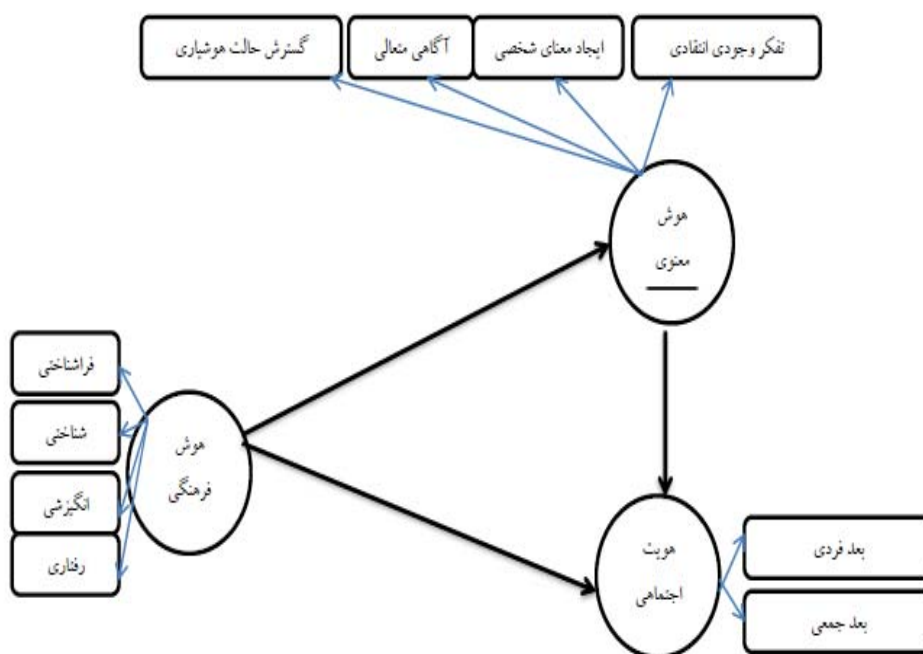 تفکر وجودی انتقادی
ایجاد معنای شخصی
آگاهی متعالی
گسترش حالت هوشیاری
هوش
معنوی
فراشناختی
شناختی
انگیزشی
رفتاری
هوش
فرهنگی
هویت
اجتماعی
بعد فردی
بعد جمعی